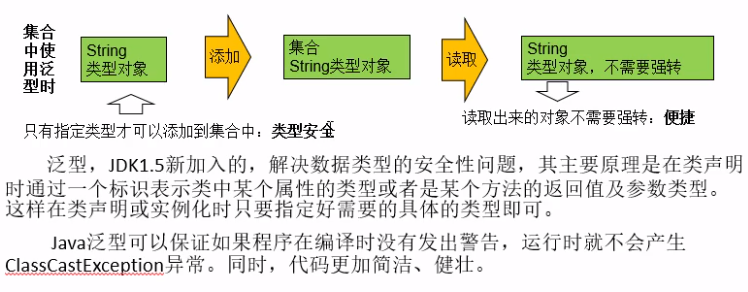 集合
中使
用泛
型时
String
类型对象
添加
集合
String类型对象
读取
String
类型对象，不需要强转
只有指定类型才可以添加到集合中：类型安全
读取出来的对象不需要强转：便捷
泛型，JDK1.5新加入的，解决数据类型的安全性问题，其主要原理是在类声明
时通过一个标识表示类中某个属性的类型或者是某个方法的返回值及参数类型。
这样在类声明或实例化时只要指定好需要的具体的类型即可。
Java泛型可以保证如果程序在编译时没有发出警告，运行时就不会产生
ClassCastException异常。同时，代码更加简洁、健壮。